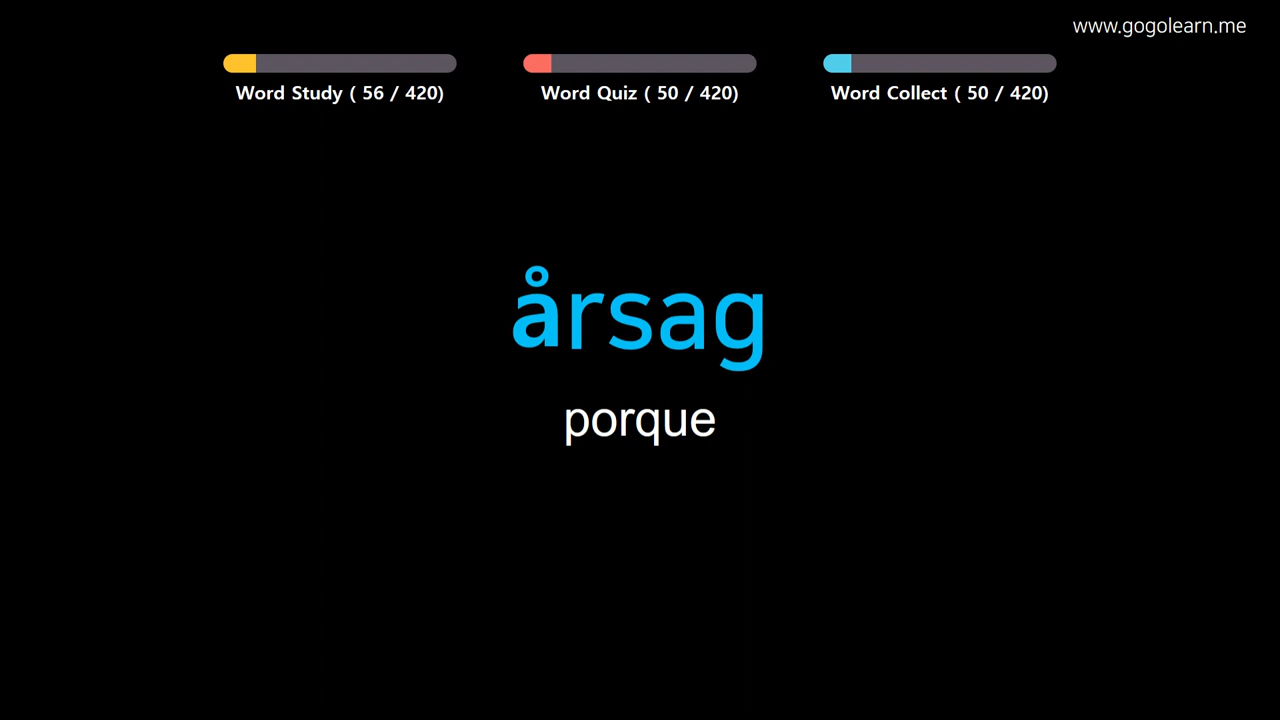 www.gogolearn.me
Word Study ( 56 / 420)
Word Quiz ( 50 / 420)
Word Collect ( 50 / 420)
årsag
porque